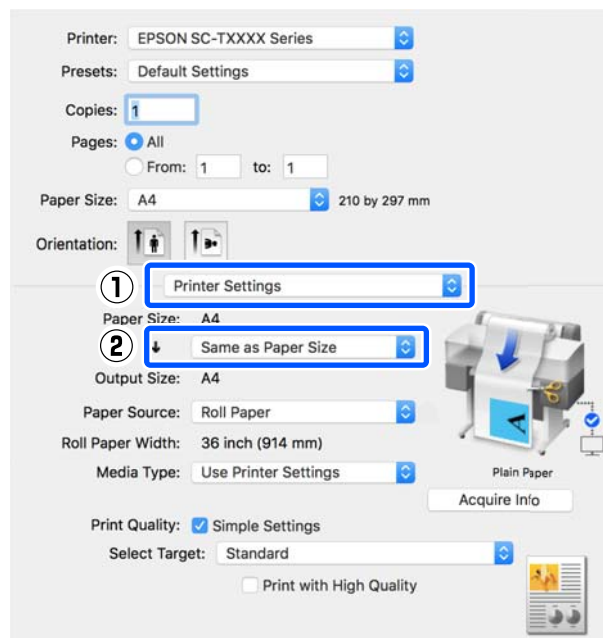 Printer: EPSON SC-TXXXX Series
Presets: Default Settings
Copies: 1
Pages: All
From: 1 to: 1
Paper Size: A4 210 by 297 mm
Orientation:
① Printer Settings
Paper Size: A4
② Same as Paper Size
Output Size: A4
Paper Source: Roll Paper
Roll Paper Width: 36 inch (914 mm)
Media Type: Use Printer Settings
Plain Paper
Acquire Info
Print Quality: Simple Settings
Select Target: Standard
Print with High Quality